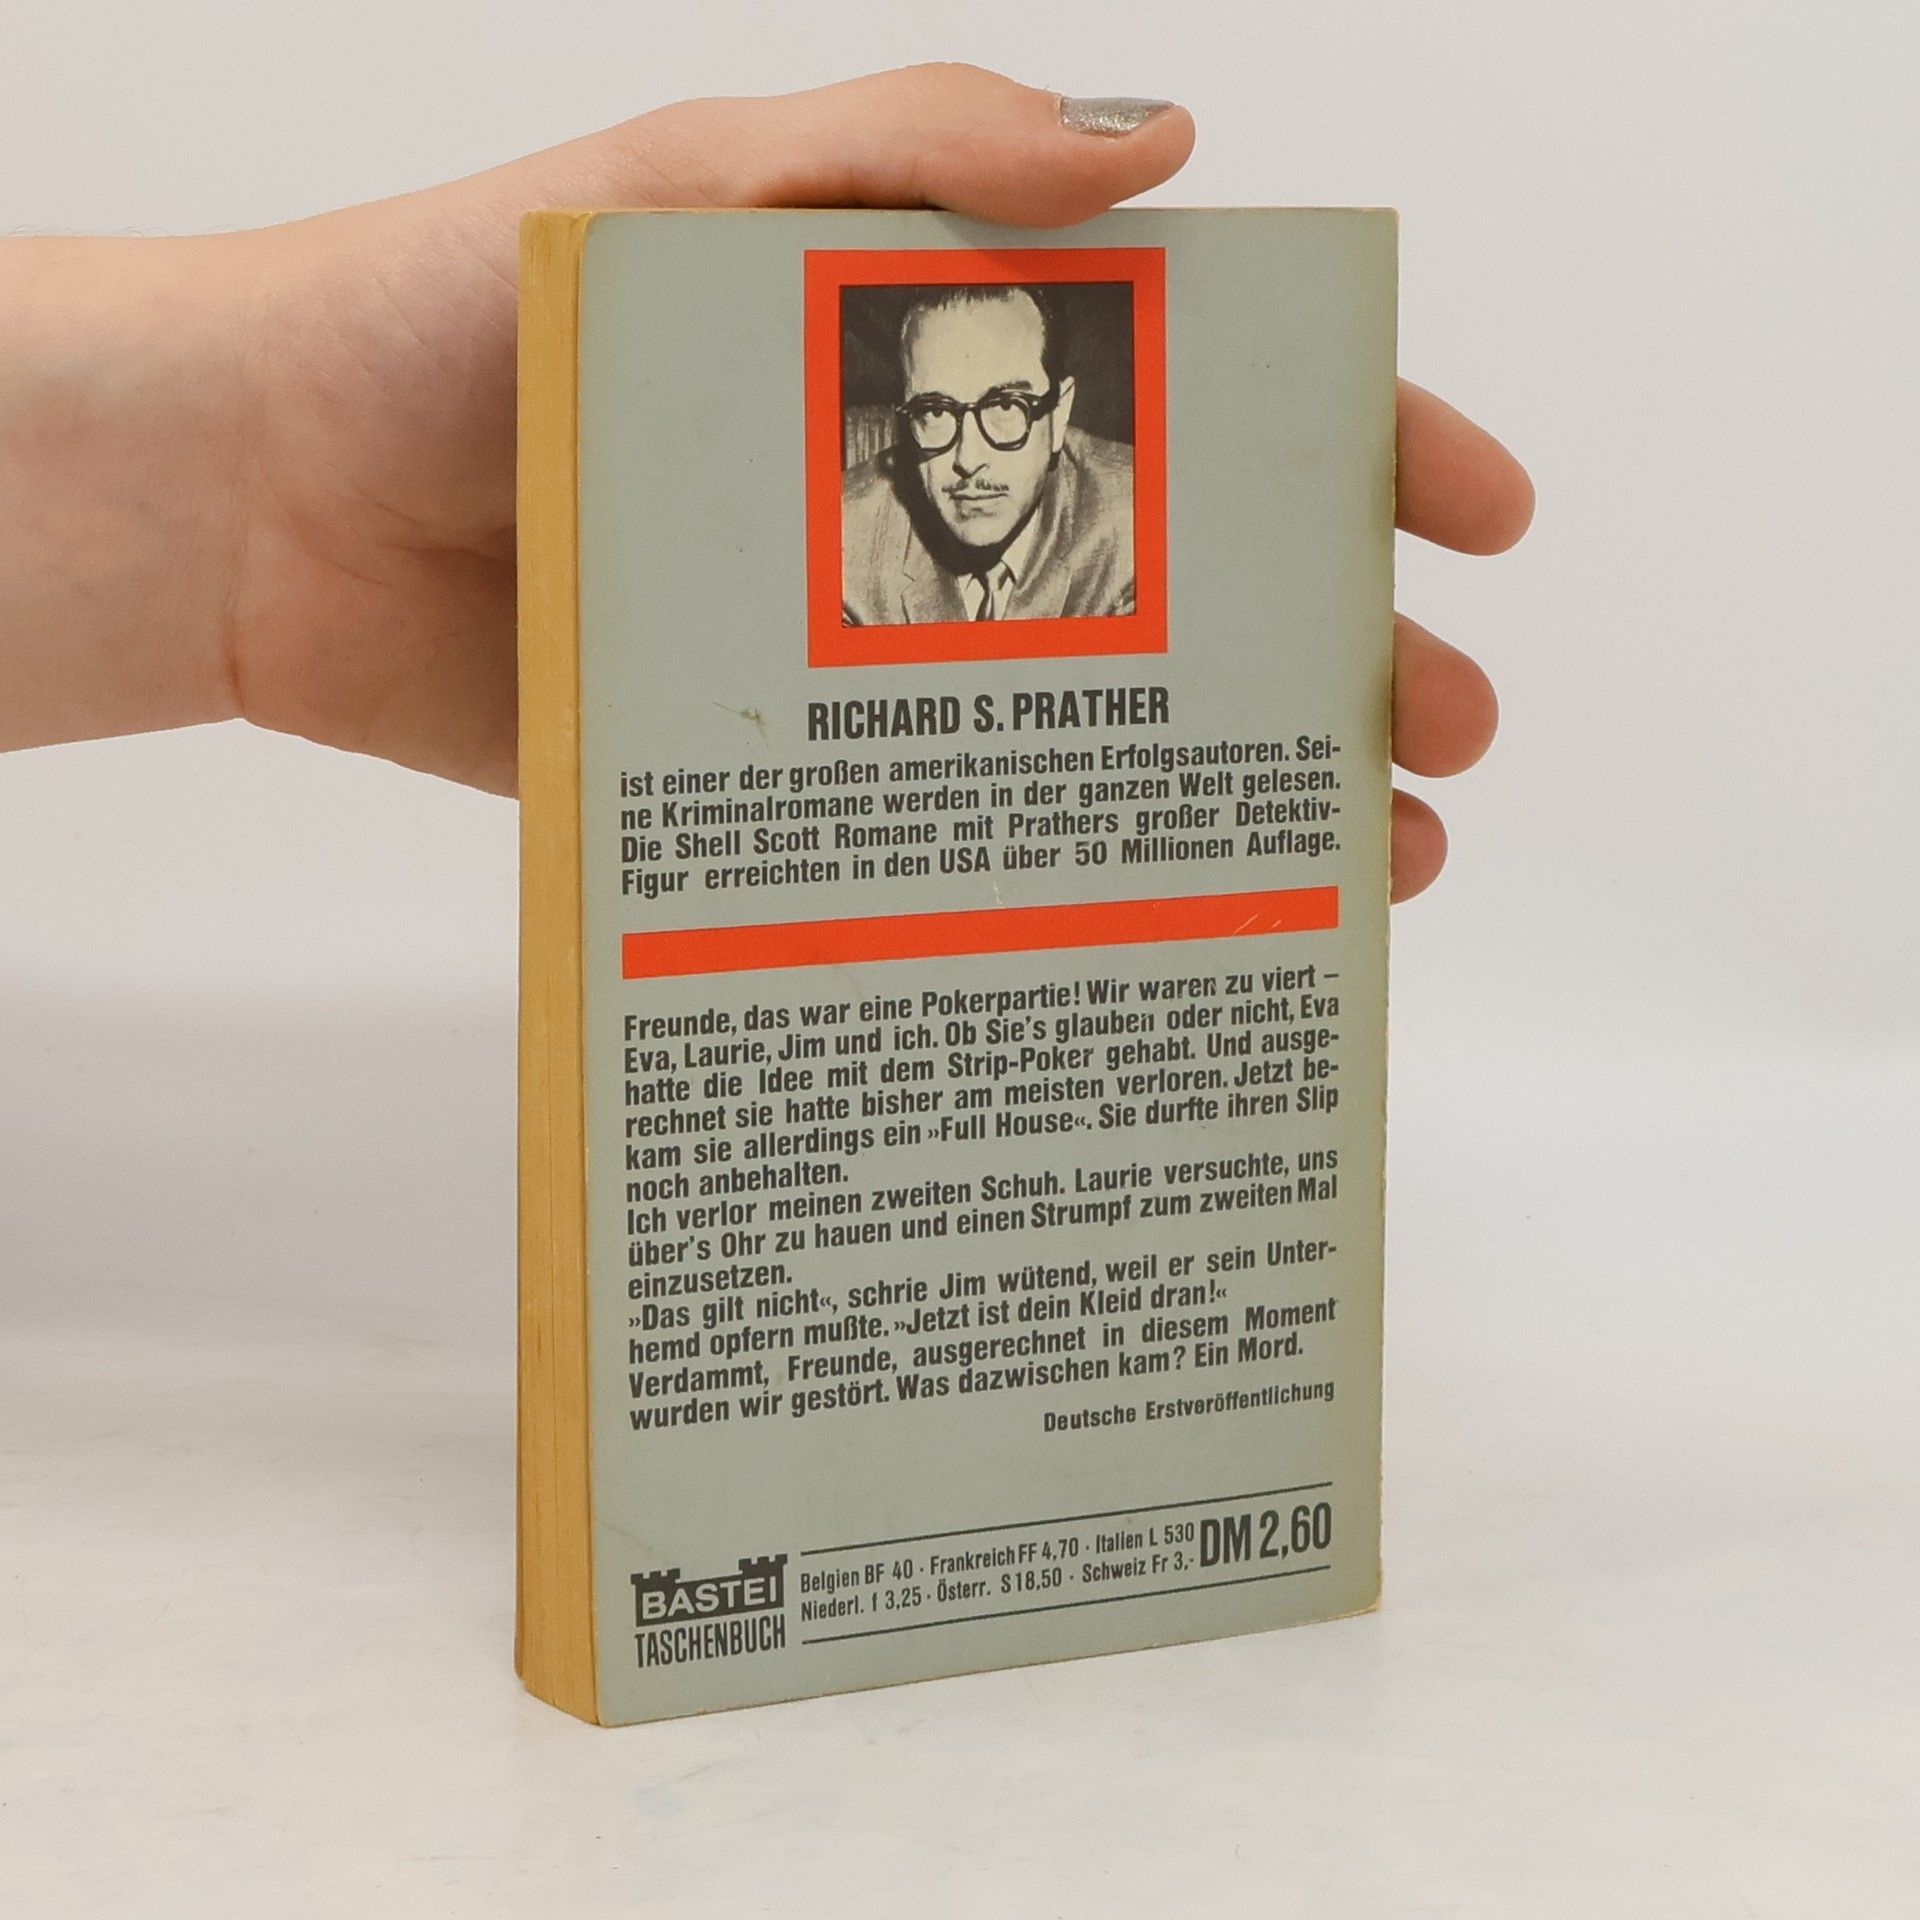 RICHARD S. PRATHER
ist einer der großen amerikanischen Erfolgsautoren. Sei-
ne Kriminalromane werden in der ganzen Welt gelesen.
Die Shell Scott Romane mit Prathers großer Detektiv-
Figur erreichten in den USA über 50 Millionen Auflage.
Freunde, das war eine Pokerpartie! Wir waren zu viert –
Eva, Laurie, Jim und ich. Ob Sie's glauben oder nicht, Eva
hatte die Idee mit dem Strip-Poker gehabt. Und ausge-
rechnet sie hatte bisher am meisten verloren. Jetzt be-
kam sie allerdings ein »Full House«. Sie durfte ihren Slip
noch anbehalten.
Ich verlor meinen zweiten Schuh. Laurie versuchte, uns
über's Ohr zu hauen und einen Strumpf zum zweiten Mal
einzusetzen.
»Das gilt nicht«, schrie Jim wütend, weil er sein Unter-
hemd opfern mußte. »Jetzt ist dein Kleid dran!«
Verdammt, Freunde, ausgerechnet in diesem Moment
wurden wir gestört. Was dazwischen kam? Ein Mord.
Deutsche Erstveröffentlichung
BASTEI
TASCHENBUCH
Belgien BF 40 · Frankreich FF 4,70 · Italien L 530
Niederl. f 3,25 · Österr. S 18,50 · Schweiz Fr 3,-
DM 2,60